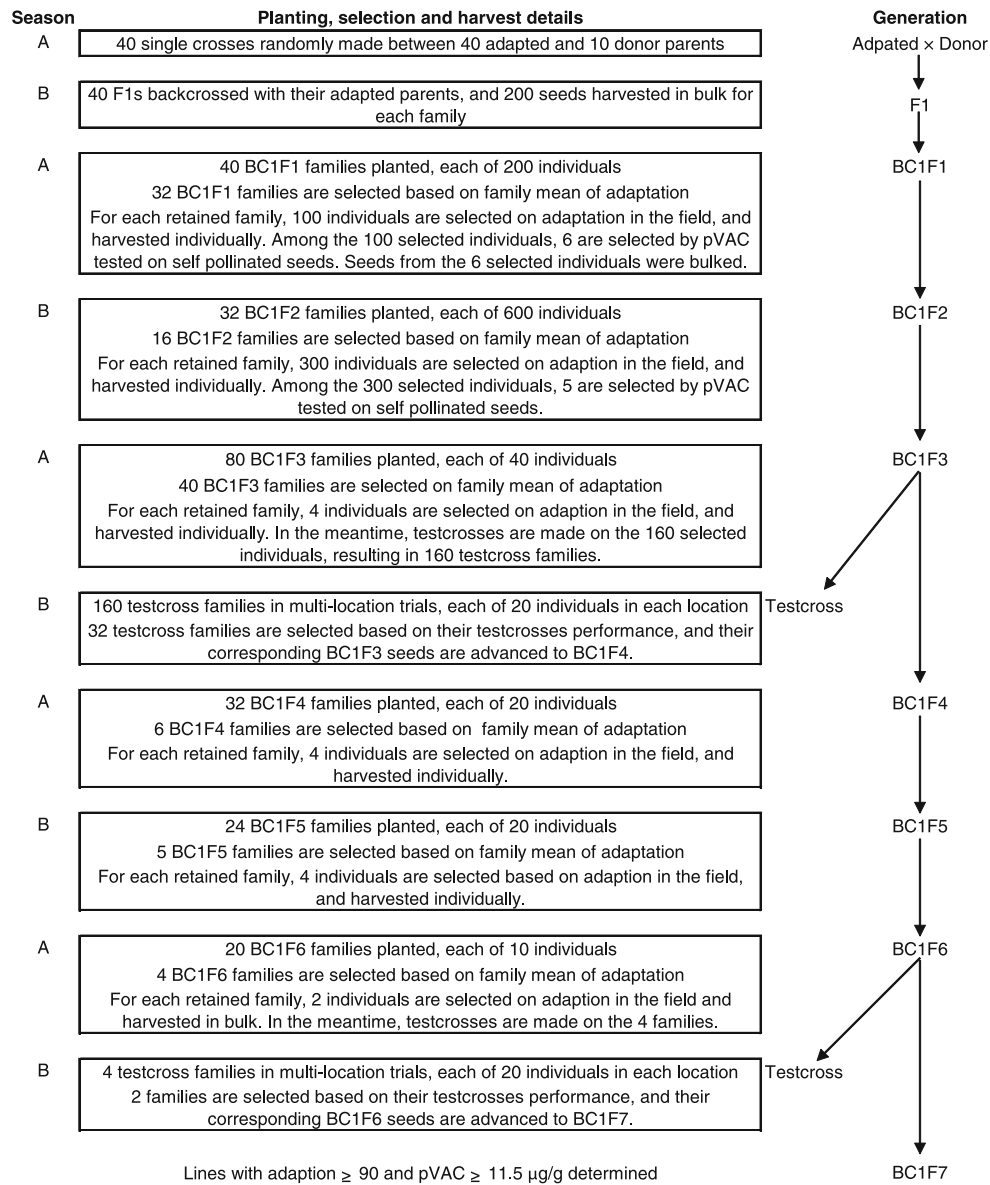 Season Planting, selection and harvest details Generation
A 40 single crosses randomly made between 40 adapted and 10 donor parents Adpated × Donor
B 40 F1s backcrossed with their adapted parents, and 200 seeds harvested in bulk for
each family
F1
A 40 BC1F1 families planted, each of 200 individuals BC1F1
32 BC1F1 families are selected based on family mean of adaptation
For each retained family, 100 individuals are selected on adaptation in the field, and
harvested individually. Among the 100 selected individuals, 6 are selected by pVAC
tested on self pollinated seeds. Seeds from the 6 selected individuals were bulked.
B 32 BC1F2 families planted, each of 600 individuals BC1F2
16 BC1F2 families are selected based on family mean of adaptation
For each retained family, 300 individuals are selected on adaption in the field, and
harvested individually. Among the 300 selected individuals, 5 are selected by pVAC
tested on self pollinated seeds.
A 80 BC1F3 families planted, each of 40 individuals BC1F3
40 BC1F3 families are selected on family mean of adaptation
For each retained family, 4 individuals are selected on adaption in the field, and
harvested individually. In the meantime, testcrosses are made on the 160 selected
individuals, resulting in 160 testcross families.
B 160 testcross families in multi-location trials, each of 20 individuals in each location Testcross
32 testcross families are selected based on their testcrosses performance, and their
corresponding BC1F3 seeds are advanced to BC1F4.
A 32 BC1F4 families planted, each of 20 individuals BC1F4
6 BC1F4 families are selected based on family mean of adaptation
For each retained family, 4 individuals are selected on adaption in the field, and
harvested individually.
B 24 BC1F5 families planted, each of 20 individuals BC1F5
5 BC1F5 families are selected based on family mean of adaptation
For each retained family, 4 individuals are selected based on adaption in the field,
and harvested individually.
A 20 BC1F6 families planted, each of 10 individuals BC1F6
4 BC1F6 families are selected based on family mean of adaptation
For each retained family, 2 individuals are selected on adaption in the field and
harvested in bulk. In the meantime, testcrosses are made on the 4 families.
B 4 testcross families in multi-location trials, each of 20 individuals in each location Testcross
2 families are selected based on their testcrosses performance, and their
corresponding BC1F6 seeds are advanced to BC1F7.
Lines with adaption ≥ 90 and pVAC ≥ 11.5 µg/g determined BC1F7